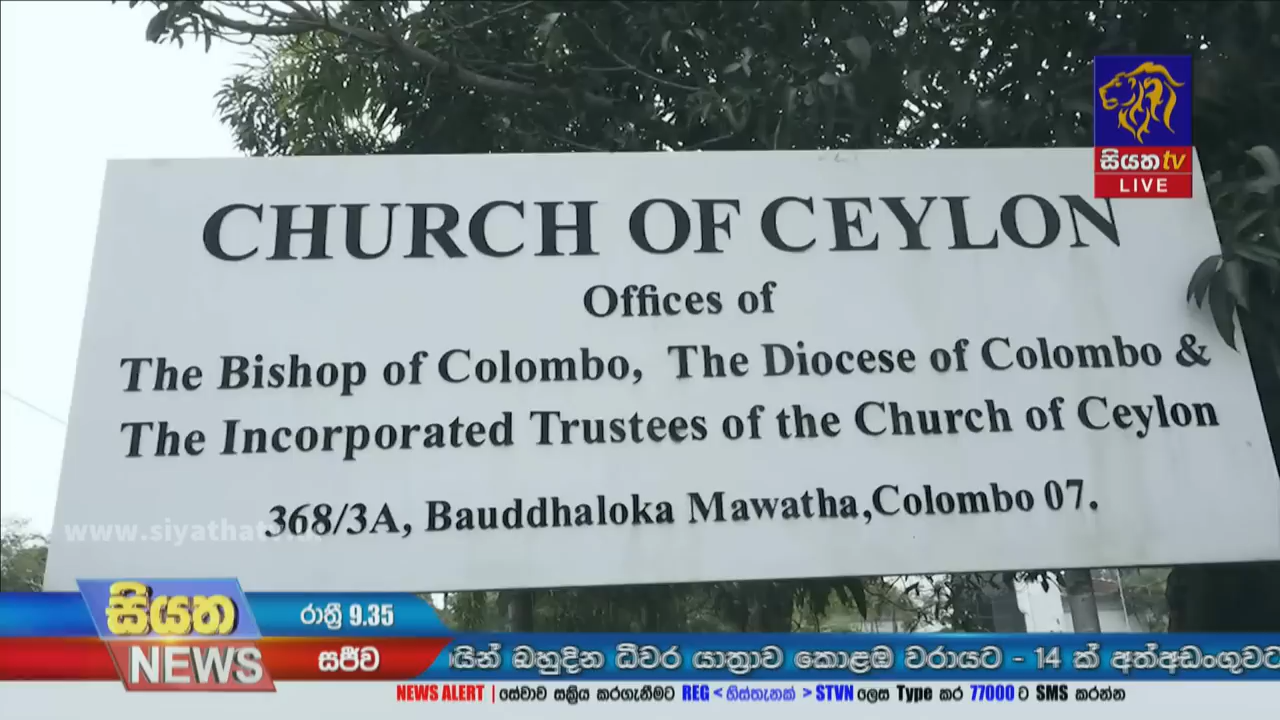 සියත tv
LIVE
CHURCH OF CEYLON
Offices of
The Bishop of Colombo, The Diocese of Colombo &
The Incorporated Trustees of the Church of Ceylon
368/3A, Bauddhaloka Mawatha,Colombo 07.
සියත
NEWS
රාත්‍රී 9.35
සජීව
බහුදින ධීවර යාත්‍රාව කොළඹ වරායට - 14 ක් අත්අඩංගුවට
NEWS ALERT | සේවාව සක්‍රිය කරගැනීමට REG < හිස්තැනක් > STVN ලෙස Type කර 77000 ට SMS කරන්න